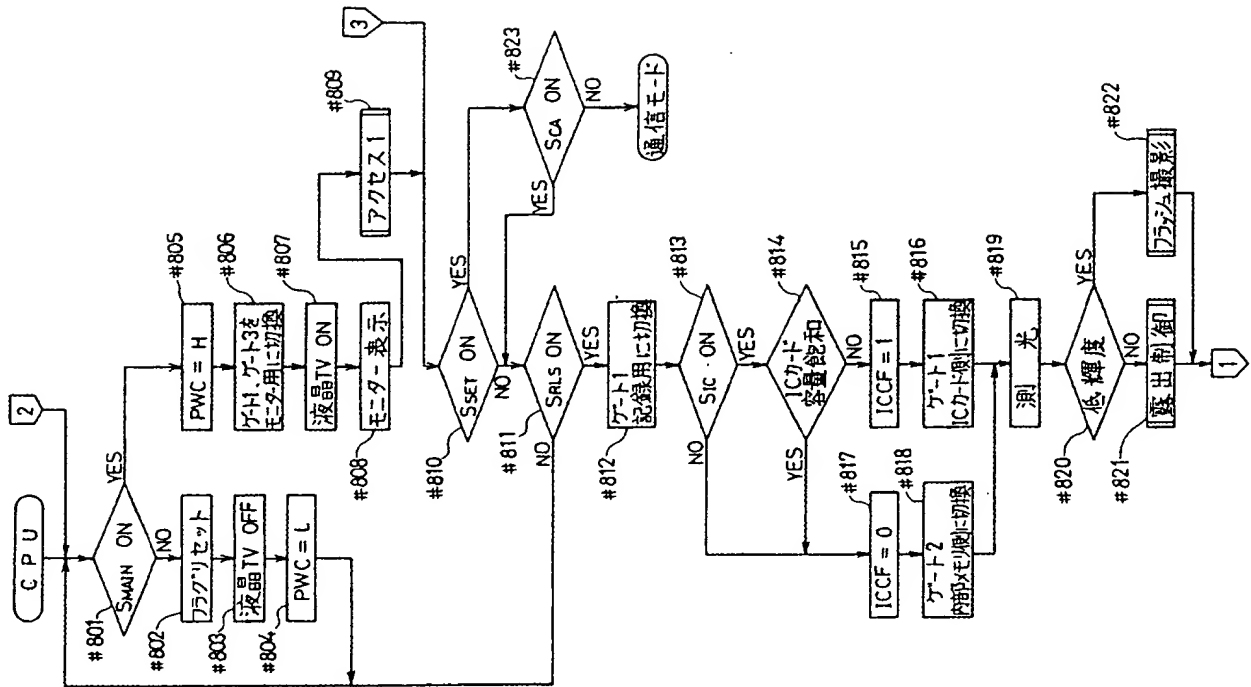 CPU
2
SMAIN ON
#801
YES
NO
フラグリセット
#802
液晶TV OFF
#803
PWC = L
#804
PWC = H
#805
ゲート1、ゲート3を
モニタ用に切換
#806
液晶TV ON
#807
モニター表示
#808
アクセス1
#809
3
SSET ON
#810
YES
NO
SCA ON
#823
YES
NO
通信モード
SRLS ON
#811
NO
YES
ゲート1
記録用に切換
#812
SIC・ON
#813
NO
YES
ICカード
容量飽和
#814
YES
NO
ICCF = 1
#815
ゲート1
ICカード側に切換
#816
ICCF = 0
#817
ゲート2
内部メモリ側に切換
#818
測光
#819
低輝度
#820
YES
NO
露出制御
#821
フラッシュ撮影
#822
1